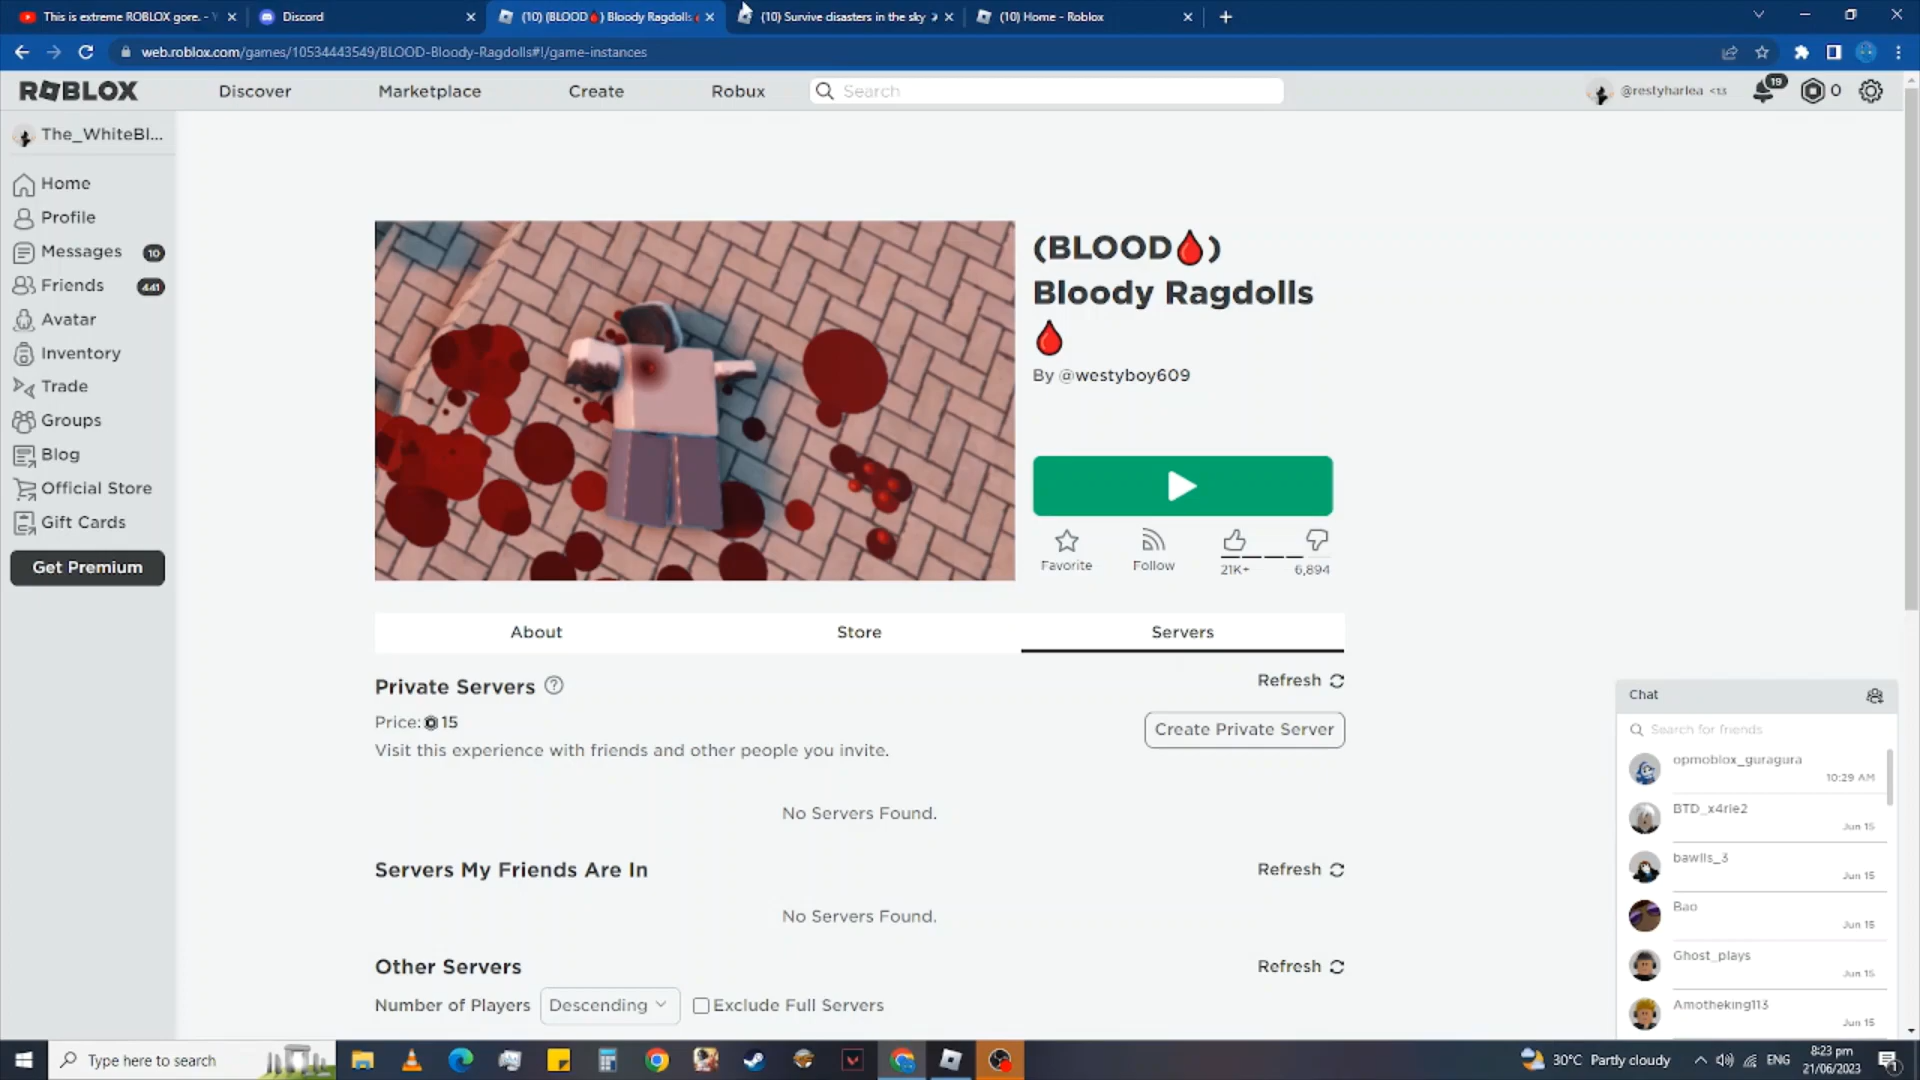 This is extreme ROBLOX gore. - Y
Discord
(10) (BLOOD🩸) Bloody Ragdolls
(10) Survive disasters in the sky
(10) Home - Roblox
web.roblox.com/games/10534443549/BLOOD-Bloody-Ragdolls#!/game-instances
ROBLOX
Discover
Marketplace
Create
Robux
Search
@restyharlea <13
19
0
The_WhiteBl...
Home
Profile
Messages 10
Friends 441
Avatar
Inventory
Trade
Groups
Blog
Official Store
Gift Cards
Get Premium
(BLOOD🩸)
Bloody Ragdolls
🩸
By @westyboy609
Favorite
Follow
21K+
6,894
About
Store
Servers
Private Servers
Refresh
Price: 15
Create Private Server
Visit this experience with friends and other people you invite.
No Servers Found.
Servers My Friends Are In
Refresh
No Servers Found.
Other Servers
Refresh
Number of Players Descending Exclude Full Servers
Chat
Search for friends
opmoblox_guragura
10:29 AM
BTD_x4rie2
Jun 15
bawlls_3
Jun 15
Bao
Jun 15
Ghost_plays
Jun 15
Amotheking113
Jun 15
Type here to search
30°C Partly cloudy
ENG
8:23 pm
21/06/2023
1